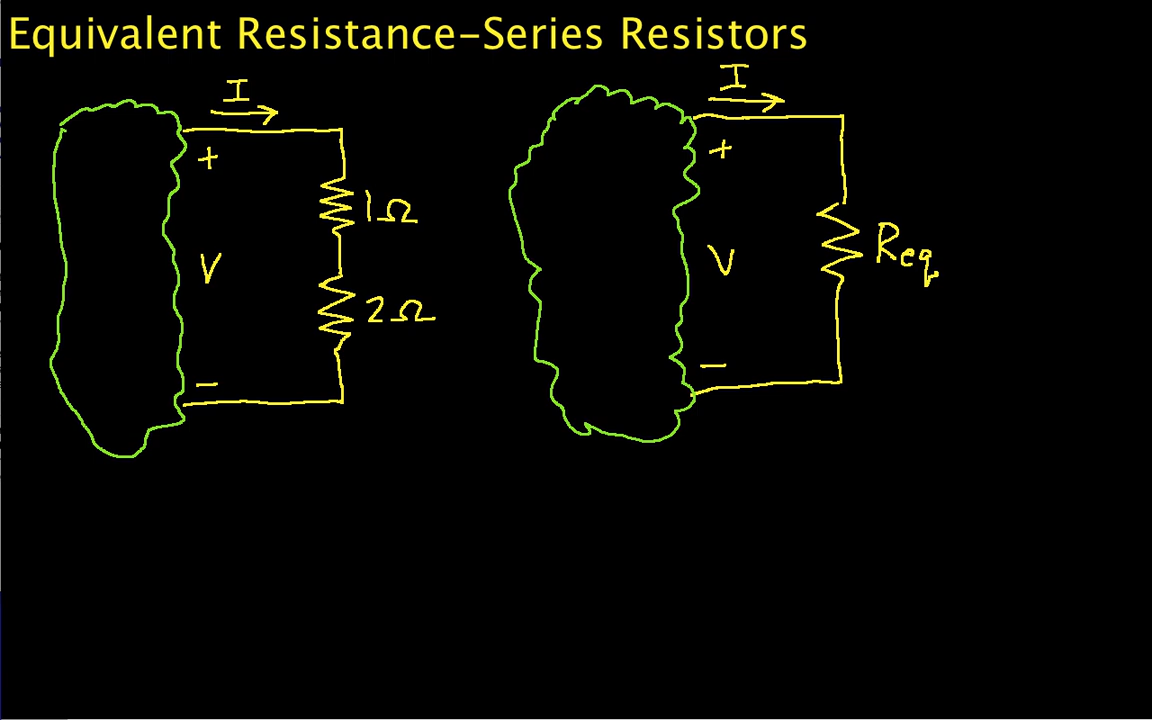 Equivalent Resistance-Series Resistors
I
+
1Ω
V
2Ω
-
I
+
V
Req.
-